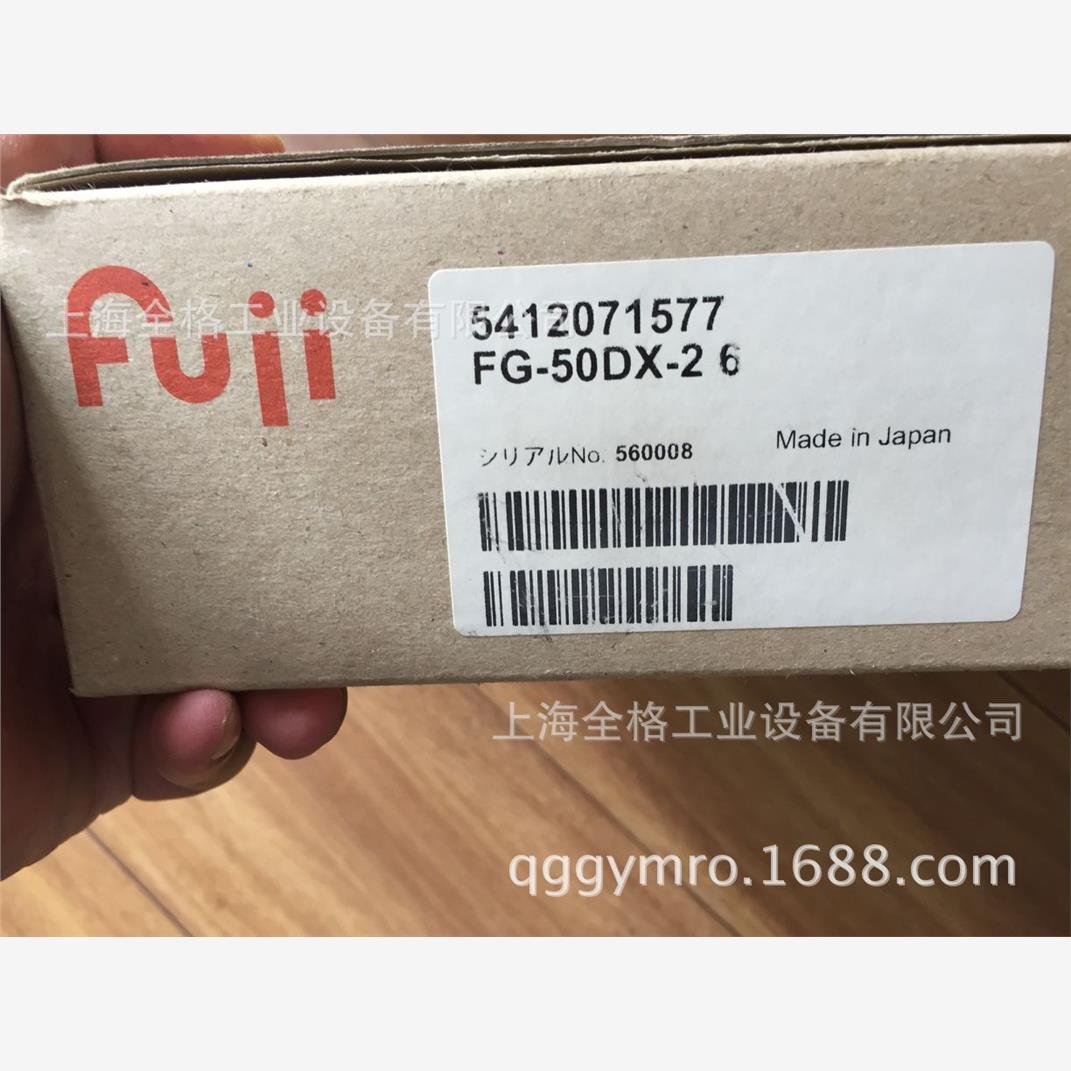 Fuji
上海全格工业设备有限公司
5412071577
FG-50DX-2 6
シリアルNo. 560008
Made in Japan
上海全格工业设备有限公司
qggymro.1688.com